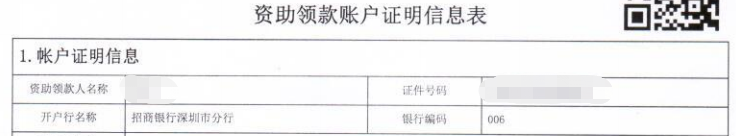 资助领款账户证明信息表
1.帐户证明信息
资助领款人名称 证件号码
开户行名称 招商银行深圳市分行 银行编码 006